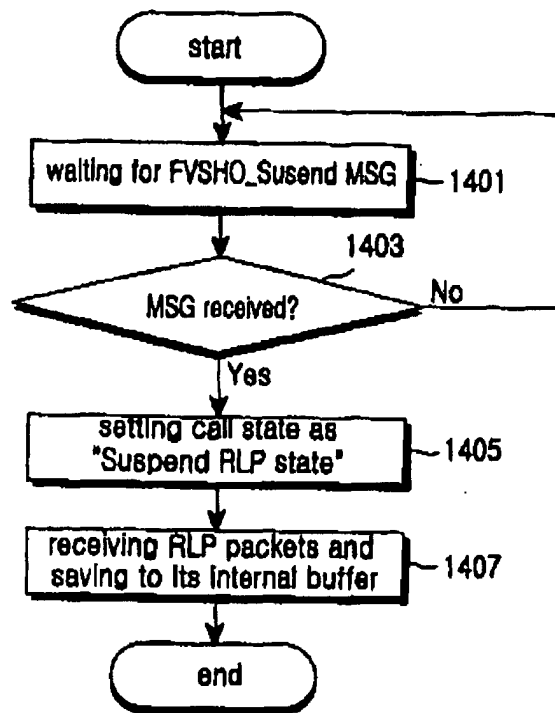 start
waiting for FVSHO_Susend MSG
1401
1403
MSG received?
No
Yes
setting call state as
"Suspend RLP state"
1405
receiving RLP packets and
saving to its internal buffer
1407
end